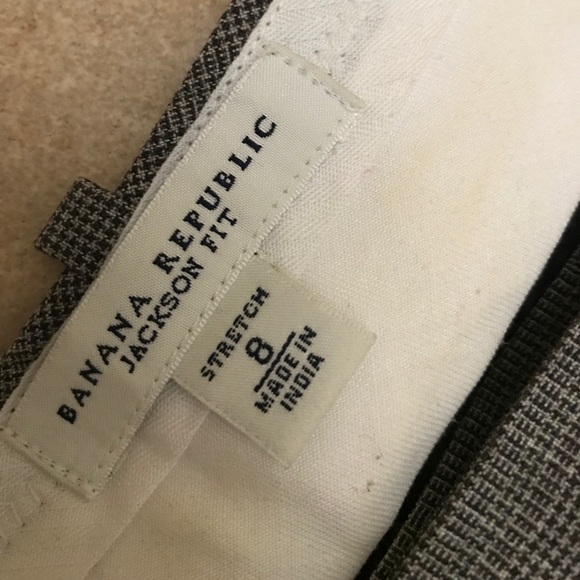 BANANA REPUBLIC
JACKSON FIT
STRETCH
8
MADE IN
INDIA